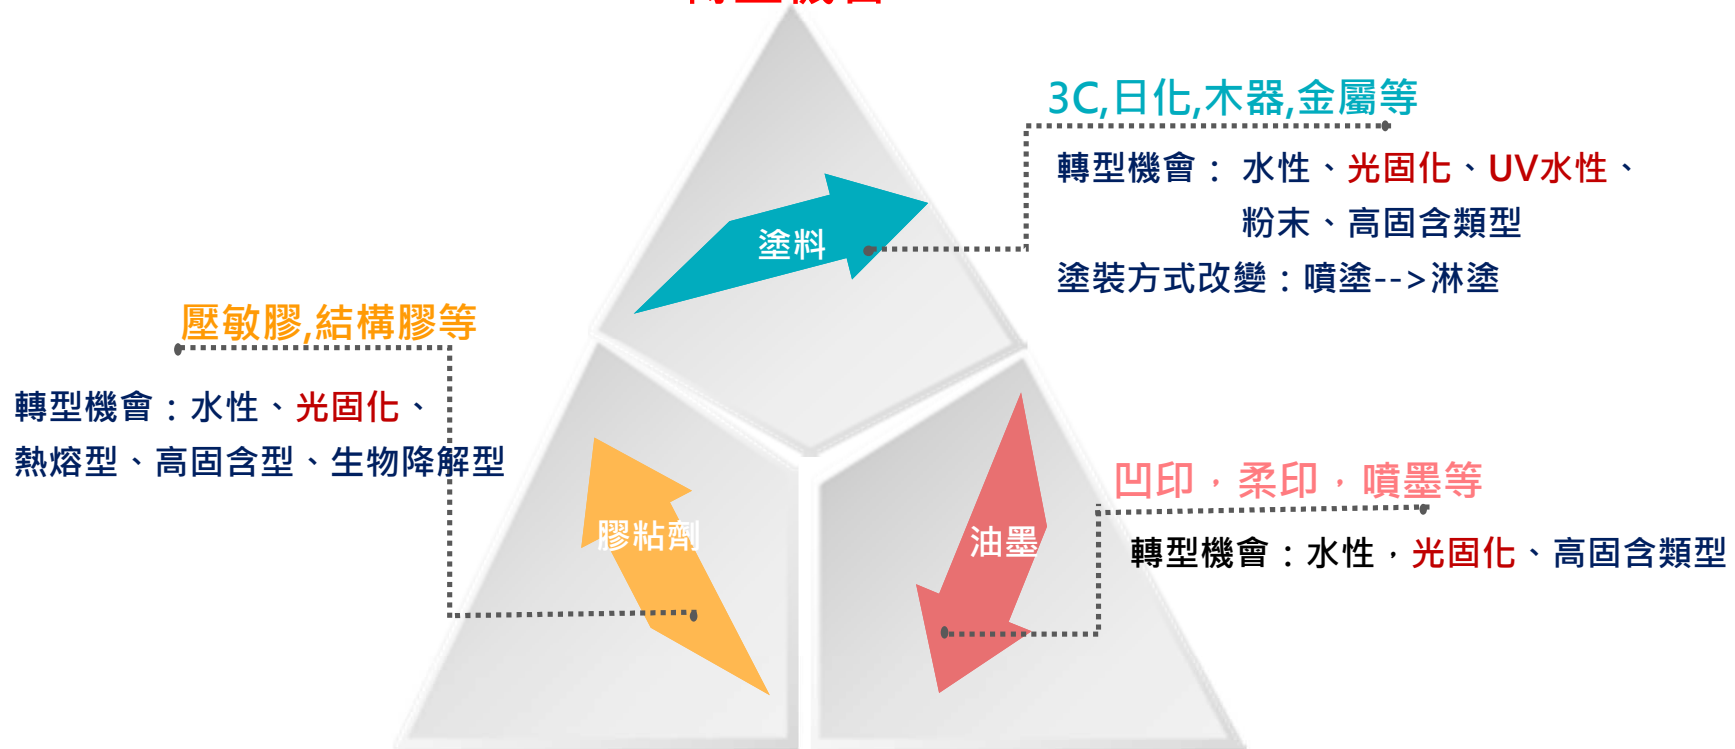 3C,日化,木器,金屬等
轉型機會： 水性、光固化、UV水性、
粉末、高固含類型
塗裝方式改變：噴塗-->淋塗
塗料
壓敏膠,結構膠等
轉型機會：水性、光固化、
熱熔型、高固含型、生物降解型
膠粘劑
凹印，柔印，噴墨等
轉型機會：水性，光固化、高固含類型
油墨